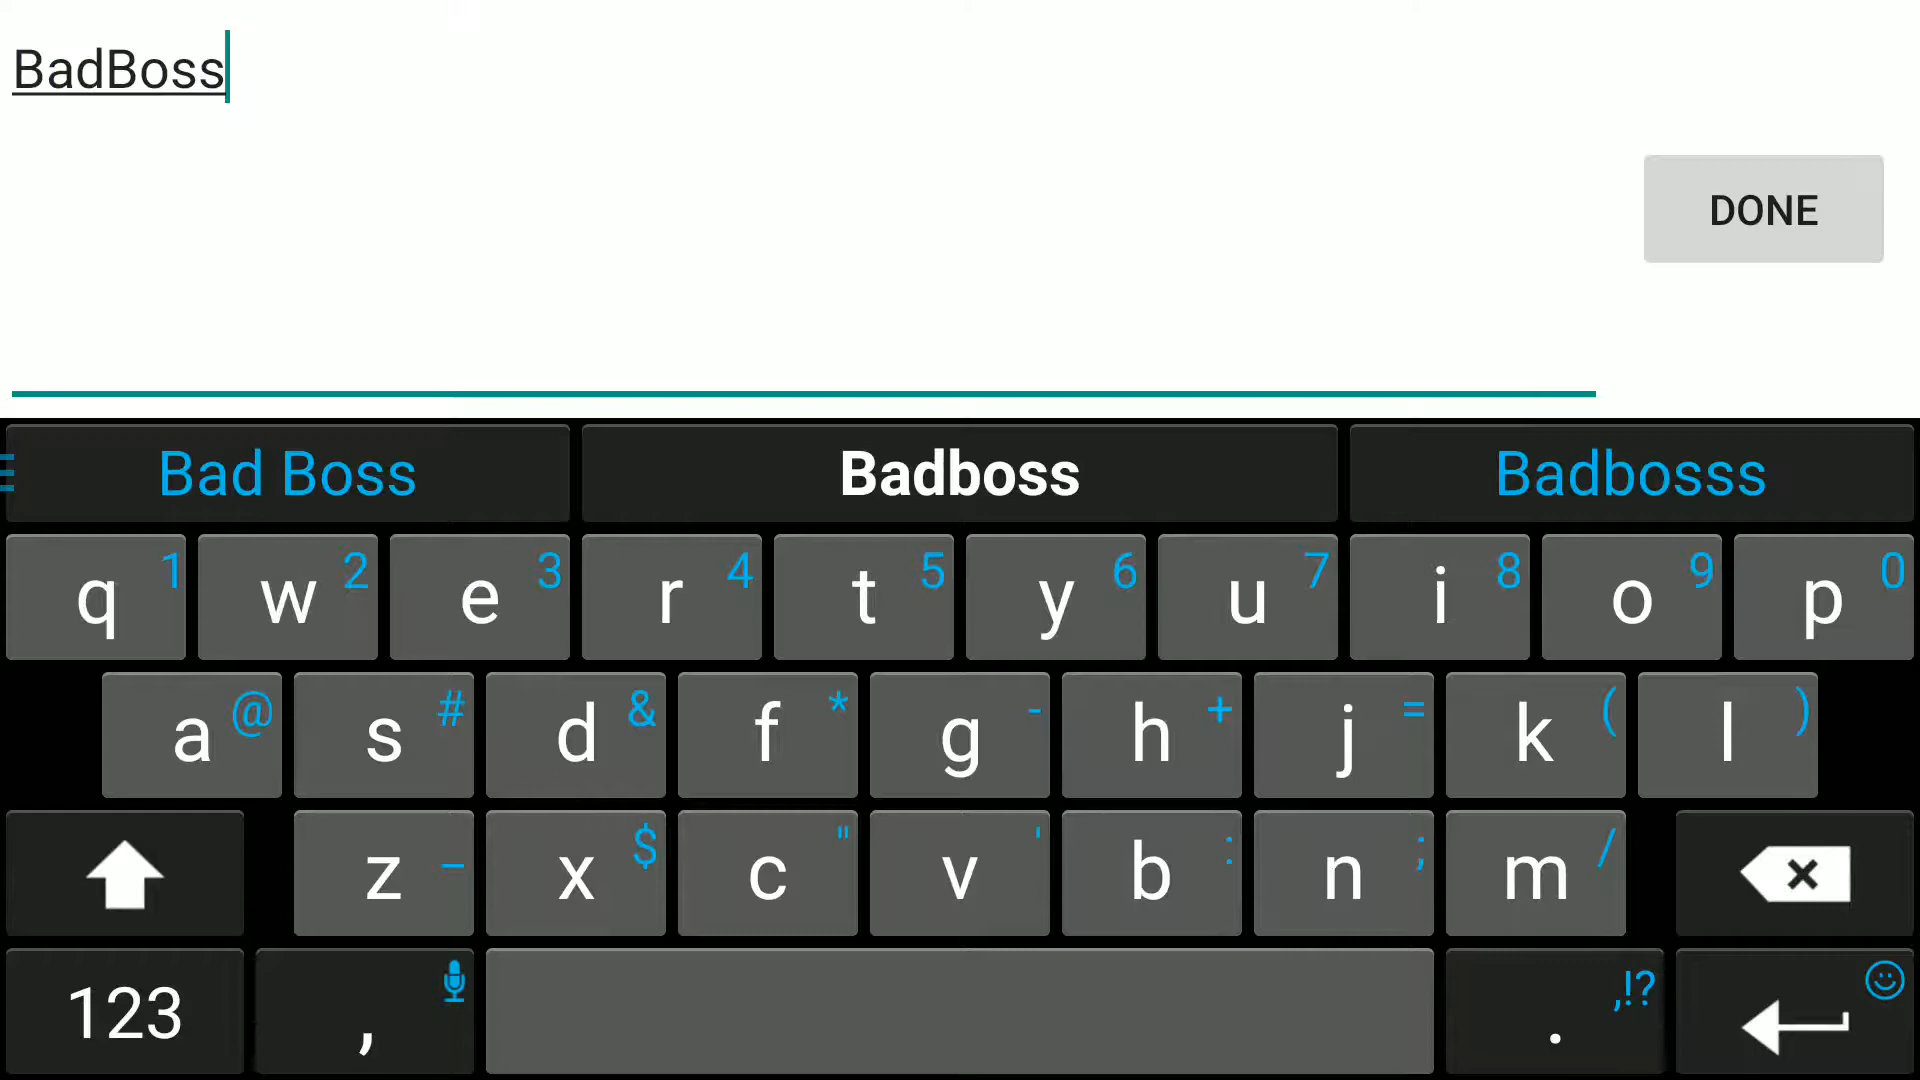 BadBoss
DONE
Bad Boss Badboss Badbosss
q 1 w 2 e 3 r 4 t 5 y 6 u 7 i 8 o 9 p 0
a @ s # d & f * g - h + j = k ( l )
z _ x $ c " v ' b : n ; m /
123 , . ,!?